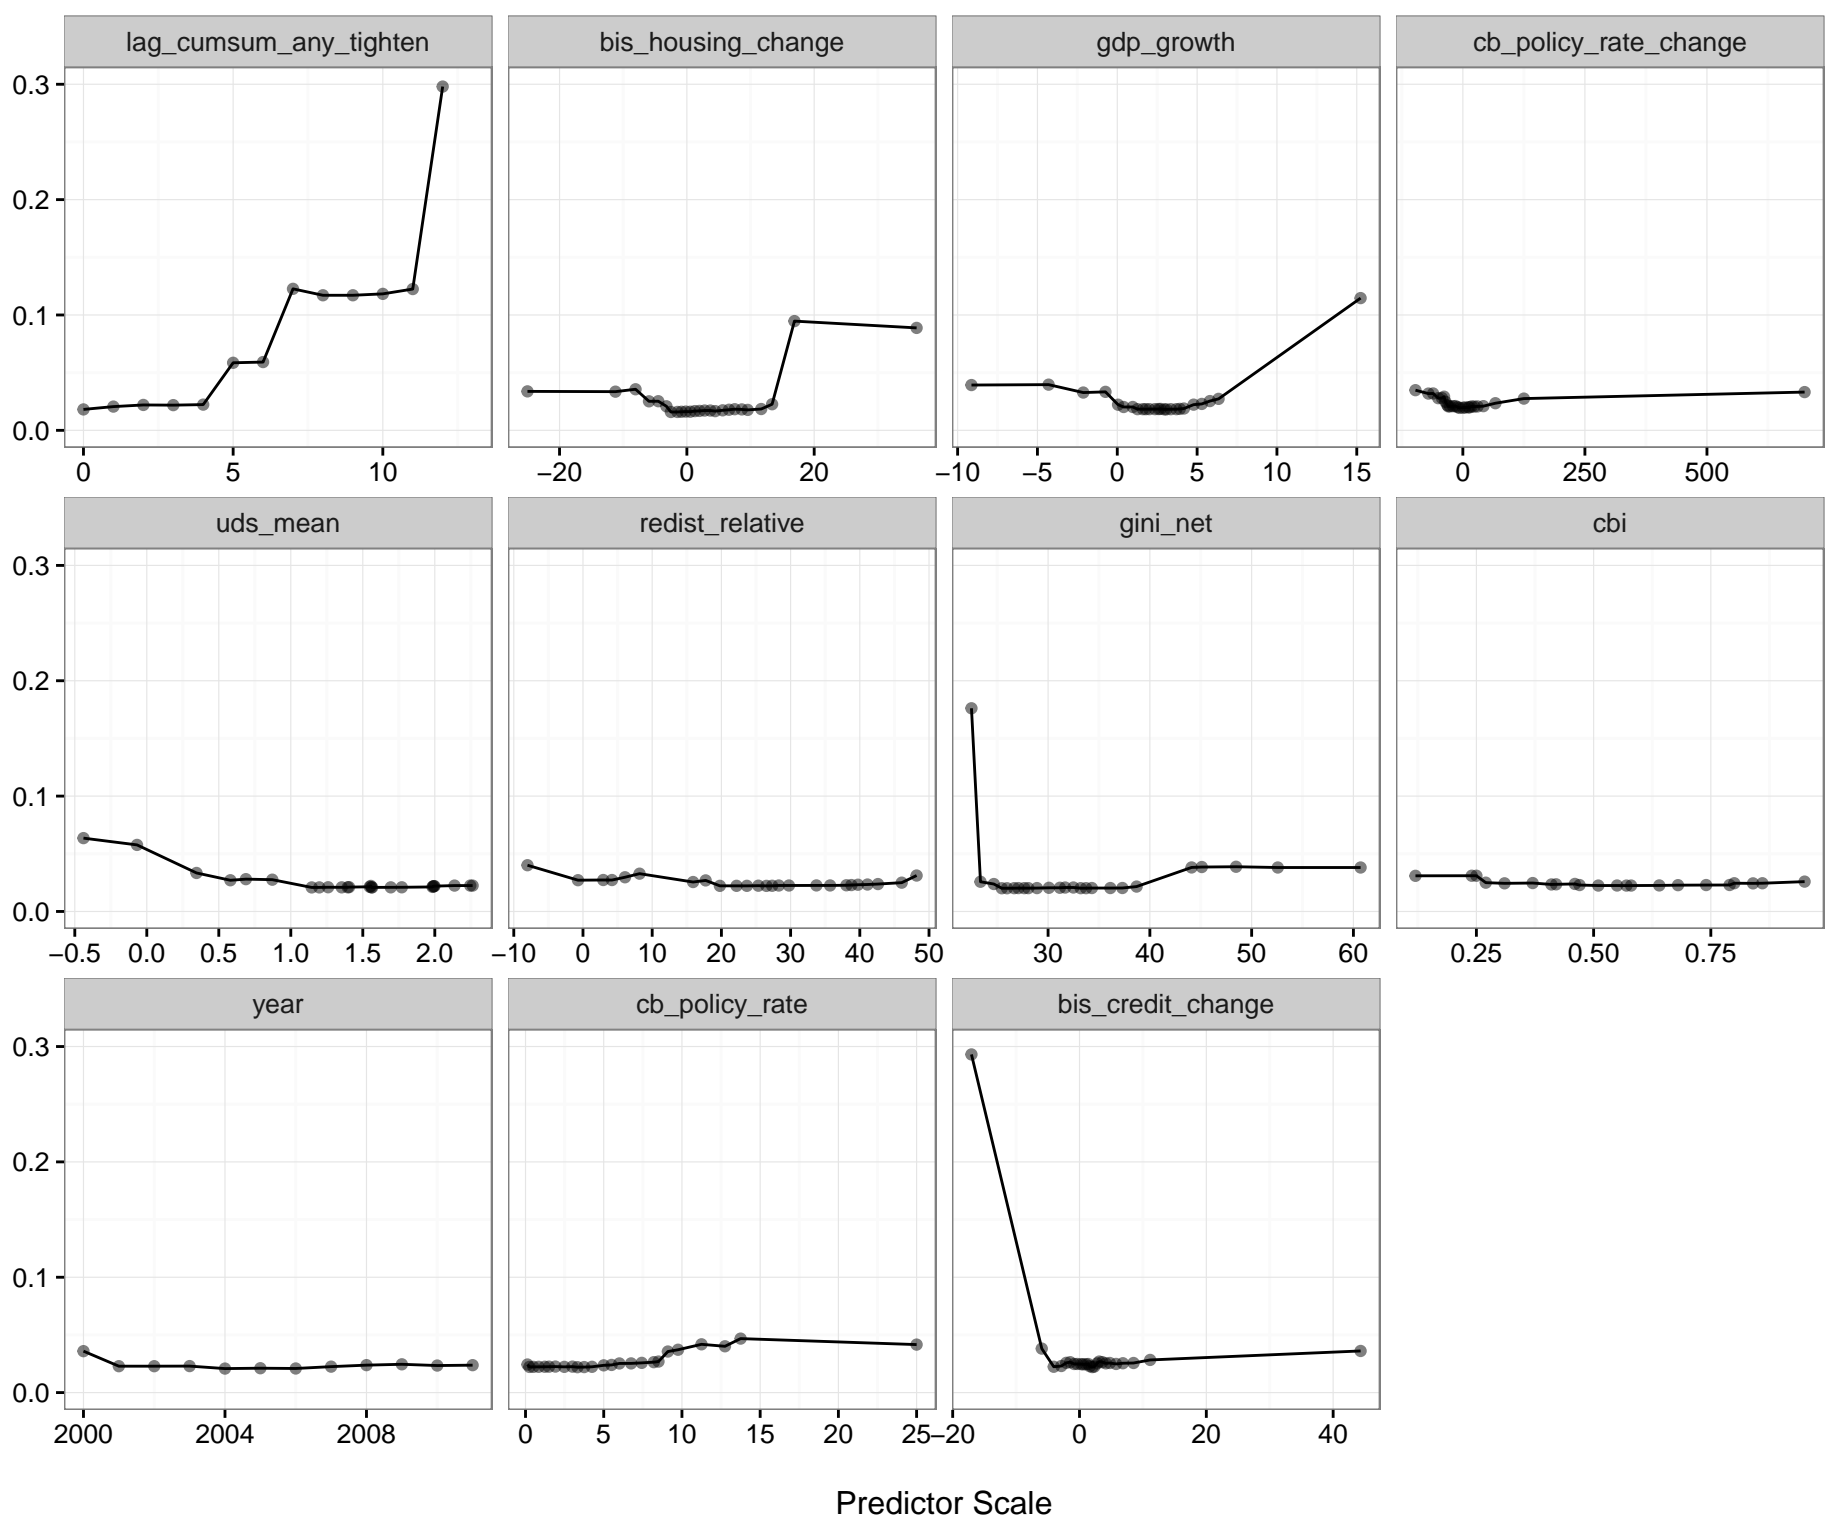 lag_cumsum_any_tighten bis_housing_change gdp_growth cb_policy_rate_change
0.3
0.2
0.1
0.0
0 5 10 −20 0 20 −10 −5 0 5 10 15 0 250 500
uds_mean redist_relative gini_net cbi
0.3
0.2
0.1
0.0
−0.5 0.0 0.5 1.0 1.5 2.0 −10 0 10 20 30 40 50 30 40 50 60 0.25 0.50 0.75
year cb_policy_rate bis_credit_change
0.3
0.2
0.1
0.0
2000 2004 2008 0 5 10 15 20 25 −20 0 20 40
Predictor Scale